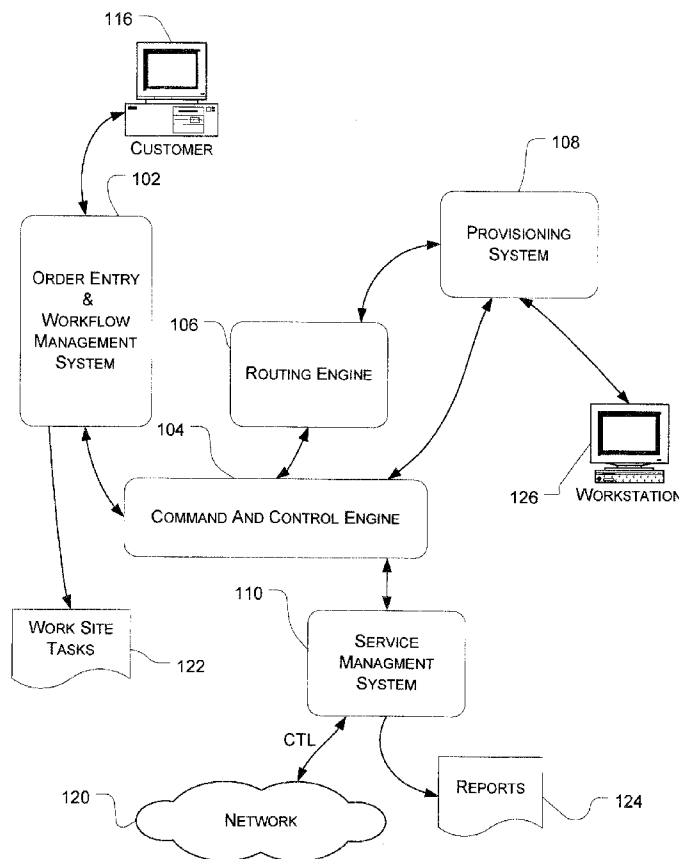 116
CUSTOMER
102
108
PROVISIONING
SYSTEM
ORDER ENTRY
&
WORKFLOW
MANAGEMENT
SYSTEM
106
ROUTING ENGINE
104
126
WORKSTATION
COMMAND AND CONTROL ENGINE
110
WORK SITE
TASKS
122
SERVICE
MANAGMENT
SYSTEM
CTL
120
NETWORK
REPORTS
124